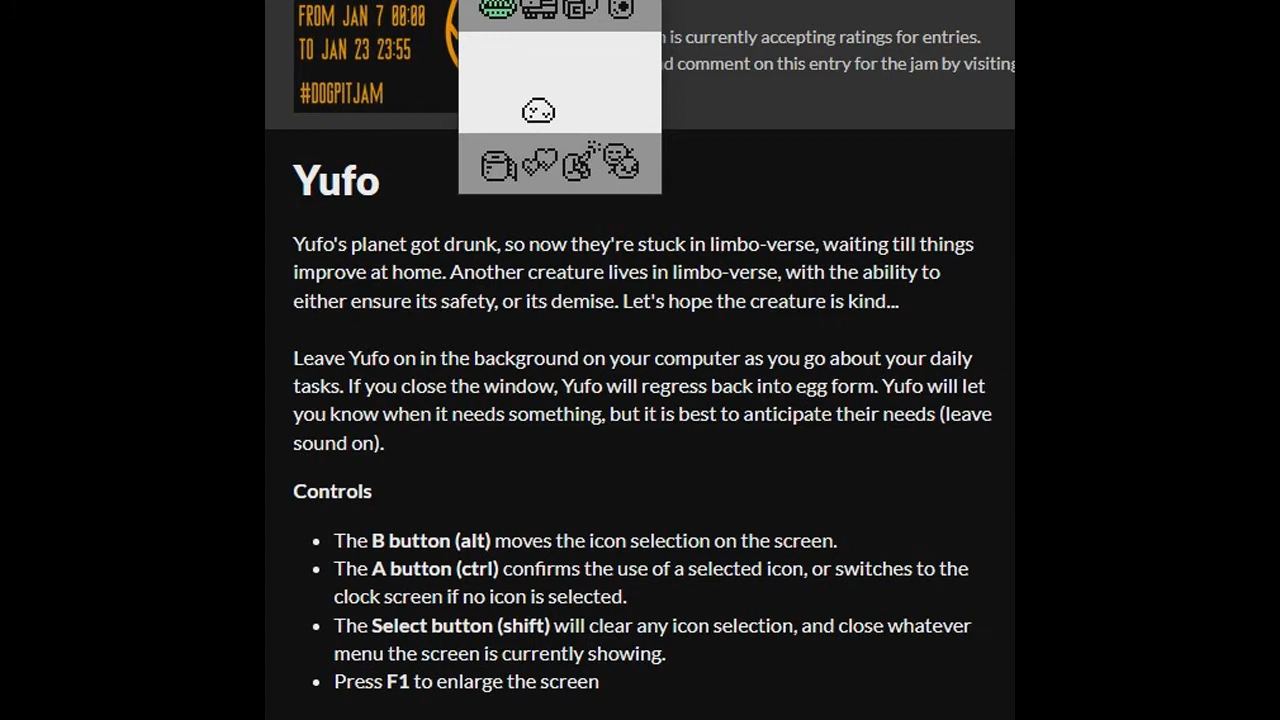 FROM JAN 7 00:00
TO JAN 23 23:55
#DOGPITJAM
is currently accepting ratings for entries.
comment on this entry for the jam by visiting
Yufo
Yufo's planet got drunk, so now they're stuck in limbo-verse, waiting till things
improve at home. Another creature lives in limbo-verse, with the ability to
either ensure its safety, or its demise. Let's hope the creature is kind...
Leave Yufo on in the background on your computer as you go about your daily
tasks. If you close the window, Yufo will regress back into egg form. Yufo will let
you know when it needs something, but it is best to anticipate their needs (leave
sound on).
Controls
• The B button (alt) moves the icon selection on the screen.
• The A button (ctrl) confirms the use of a selected icon, or switches to the
clock screen if no icon is selected.
• The Select button (shift) will clear any icon selection, and close whatever
menu the screen is currently showing.
• Press F1 to enlarge the screen